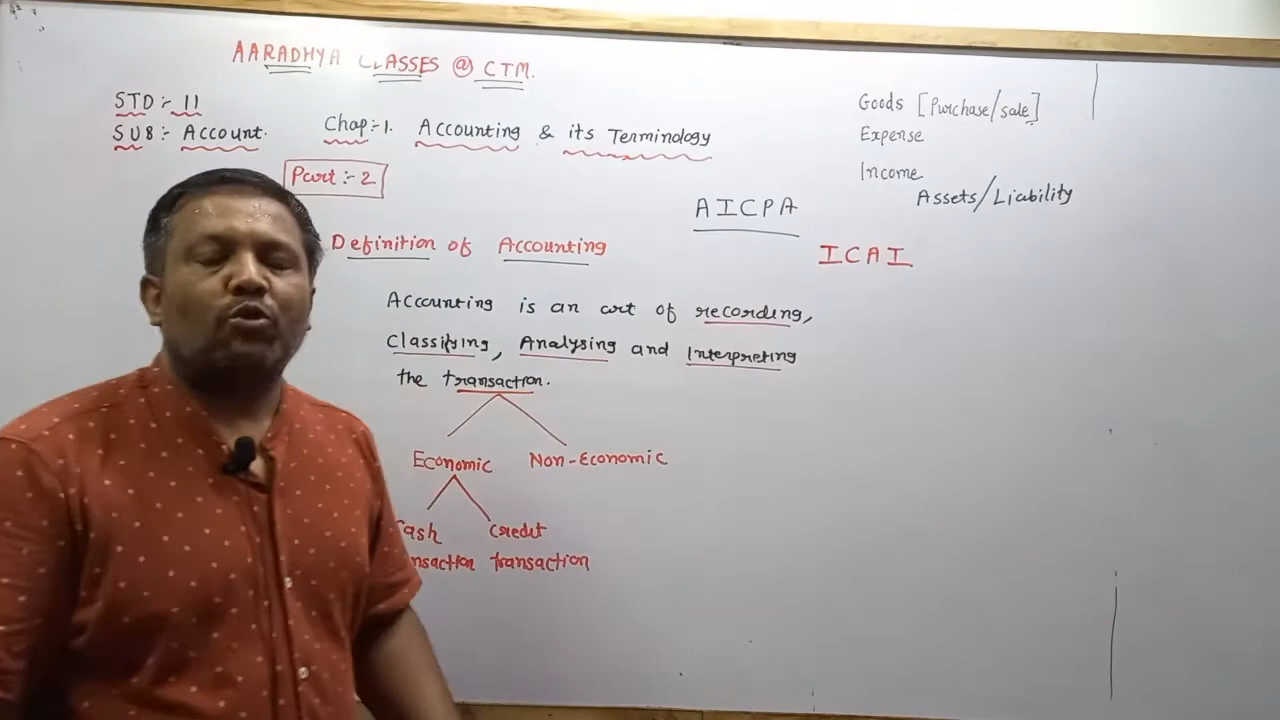 AARADHYA CLASSES @ CTM.
STD :- 11
SUB :- Account.
Chap :- 1. Accounting & its Terminology
Part :- 2
Goods [Purchase/sale]
Expense
Income
Assets/Liability
AICPA
ICAI
Definition of Accounting
Accounting is an art of recording,
Classifying, Analysing and Interpreting
the transaction.
Economic Non-Economic
Cash Credit
transaction